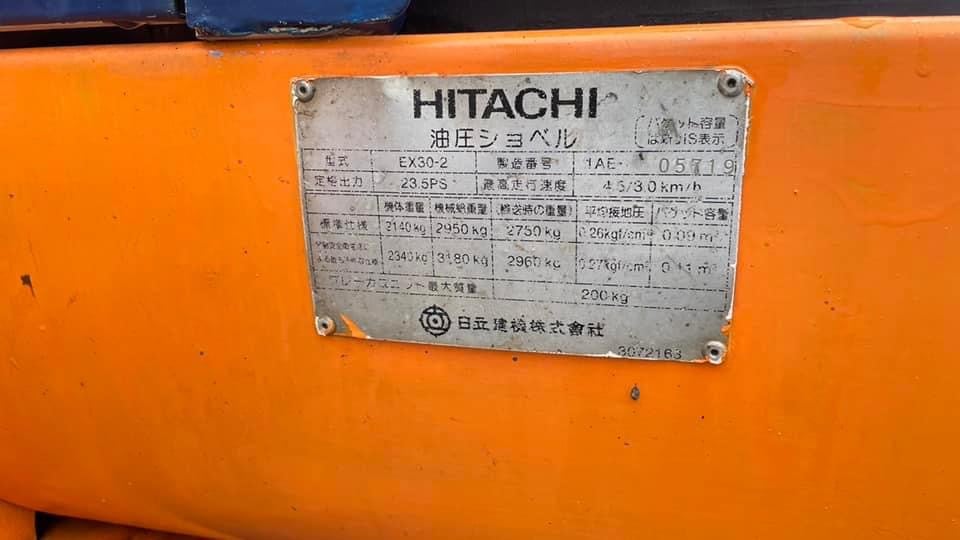 HITACHI
油圧ショベル
バケット容量
は新JIS表示
型式 EX30-2 製造番号 1AE- 05719
定格出力 23.5PS 最高走行速度 4.5/3.0 km/h
機体重量 機械総重量 (輸送時の重量) 平均接地圧 バケット容量
標準仕様 2140kg 2950kg 2750kg 0.26kgf/cm² 0.09m³
2340kg 3180kg 2960kg 0.27kgf/cm² 0.11m³
ブレーカユニット最大質量 200kg
日立建機株式會社
3072163